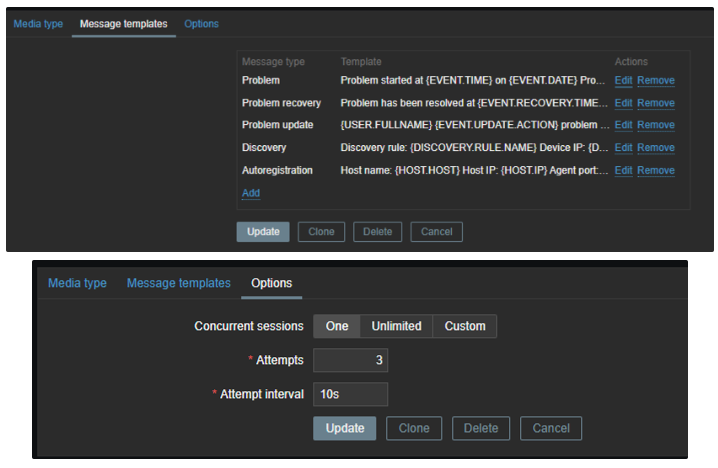 Media type Message templates Options
Message type Template Actions
Problem Problem started at {EVENT.TIME} on {EVENT.DATE} Pro... Edit Remove
Problem recovery Problem has been resolved at {EVENT.RECOVERY.TIME... Edit Remove
Problem update {USER.FULLNAME} {EVENT.UPDATE.ACTION} problem ... Edit Remove
Discovery Discovery rule: {DISCOVERY.RULE.NAME} Device IP: {D... Edit Remove
Autoregistration Host name: {HOST.HOST} Host IP: {HOST.IP} Agent port:... Edit Remove
Add
Update Clone Delete Cancel
Media type Message templates Options
Concurrent sessions One Unlimited Custom
* Attempts 3
* Attempt interval 10s
Update Clone Delete Cancel